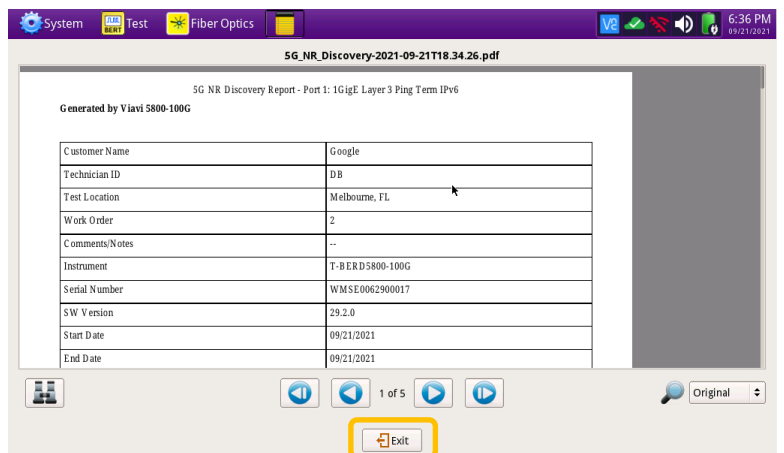 System BERT Test Fiber Optics V2 6:36 PM
09/21/2021
5G_NR_Discovery-2021-09-21T18.34.26.pdf
5G NR Discovery Report - Port 1: 1GigE Layer 3 Ping Term IPv6
Generated by Viavi 5800-100G
Customer Name Google
Technician ID DB
Test Location Melbourne, FL
Work Order 2
Comments/Notes --
Instrument T-BERD5800-100G
Serial Number WMSE0062900017
SW Version 29.2.0
Start Date 09/21/2021
End Date 09/21/2021
1 of 5 Original
Exit